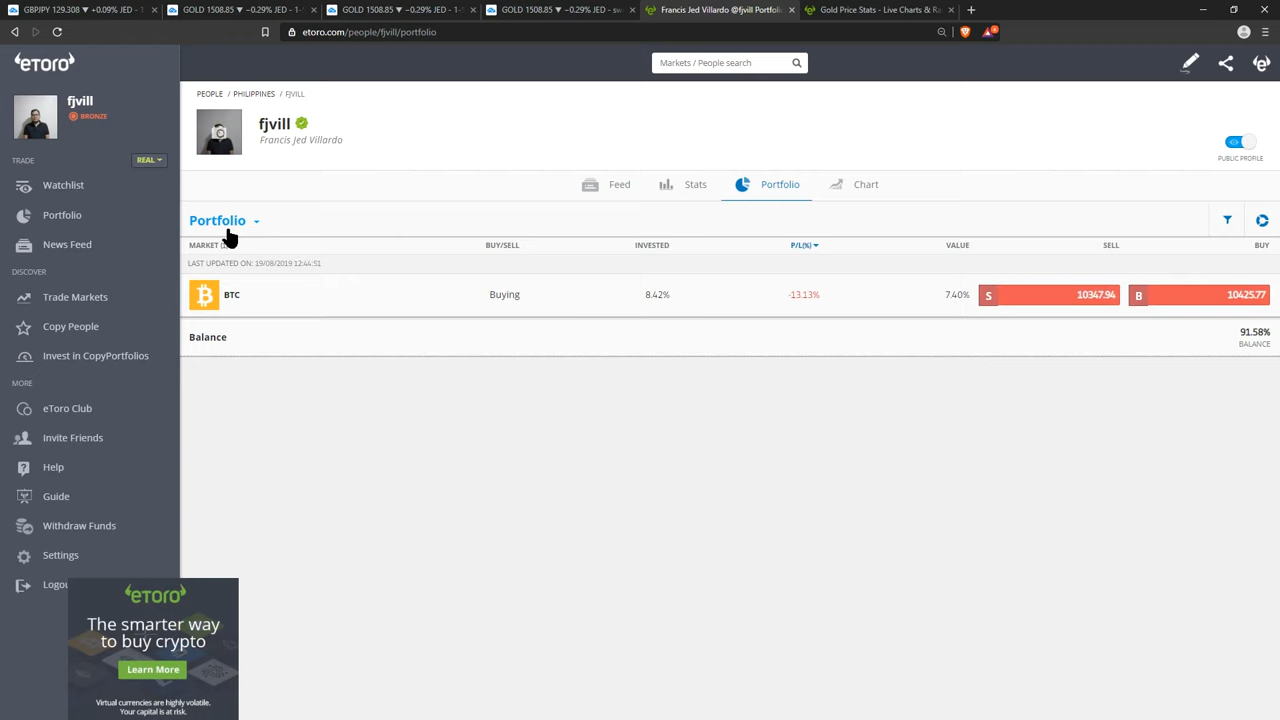 GBPJPY 129.308 ▼ +0.09% JED - 1
GOLD 1508.85 ▼ −0.29% JED - 1-
GOLD 1508.85 ▼ −0.29% JED - 1-
GOLD 1508.85 ▼ −0.29% JED - sw
Francis Jed Villardo @fjvill Portfoli
Gold Price Stats - Live Charts & Ra
etoro.com/people/fjvill/portfolio
eTORO
Markets / People search
fjvill
BRONZE
TRADE
REAL
Watchlist
Portfolio
News Feed
DISCOVER
Trade Markets
Copy People
Invest in CopyPortfolios
MORE
eToro Club
Invite Friends
Help
Guide
Withdraw Funds
Settings
Logou
PEOPLE / PHILIPPINES / FJVILL
fjvill
Francis Jed Villardo
PUBLIC PROFILE
Feed
Stats
Portfolio
Chart
Portfolio
MARKET
BUY/SELL
INVESTED
P/L(%)
VALUE
SELL
BUY
LAST UPDATED ON: 19/08/2019 12:44:51
BTC
Buying
8.42%
-13.13%
7.40%
S
10347.94
B
10425.77
Balance
91.58%
BALANCE
eTORO
The smarter way
to buy crypto
Learn More
Virtual currencies are highly volatile.
Your capital is at risk.